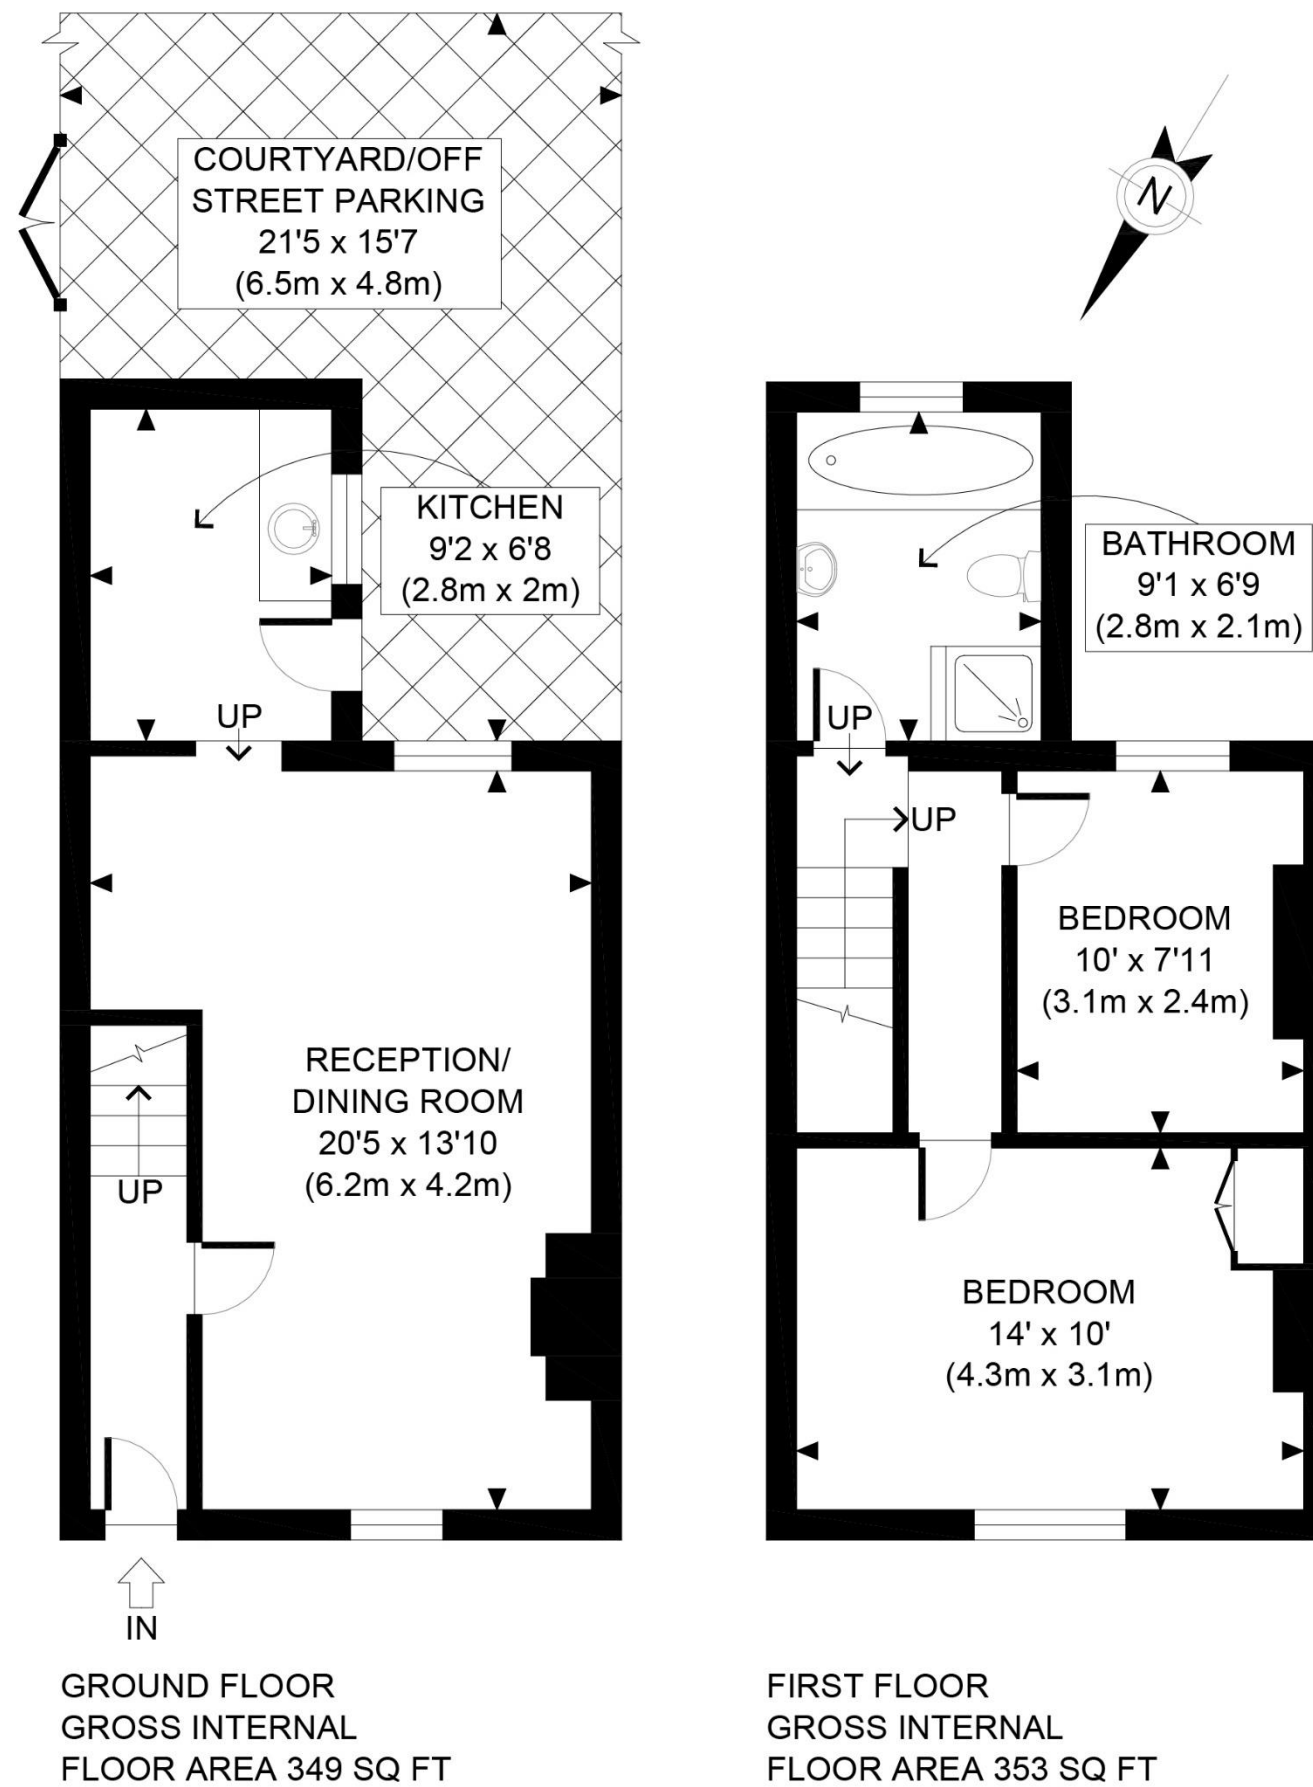 COURTYARD/OFF
STREET PARKING
21'5 x 15'7
(6.5m x 4.8m)
N
KITCHEN
9'2 x 6'8
(2.8m x 2m)
UP
RECEPTION/
DINING ROOM
20'5 x 13'10
(6.2m x 4.2m)
UP
IN
GROUND FLOOR
GROSS INTERNAL
FLOOR AREA 349 SQ FT
BATHROOM
9'1 x 6'9
(2.8m x 2.1m)
UP
UP
BEDROOM
10' x 7'11
(3.1m x 2.4m)
BEDROOM
14' x 10'
(4.3m x 3.1m)
FIRST FLOOR
GROSS INTERNAL
FLOOR AREA 353 SQ FT